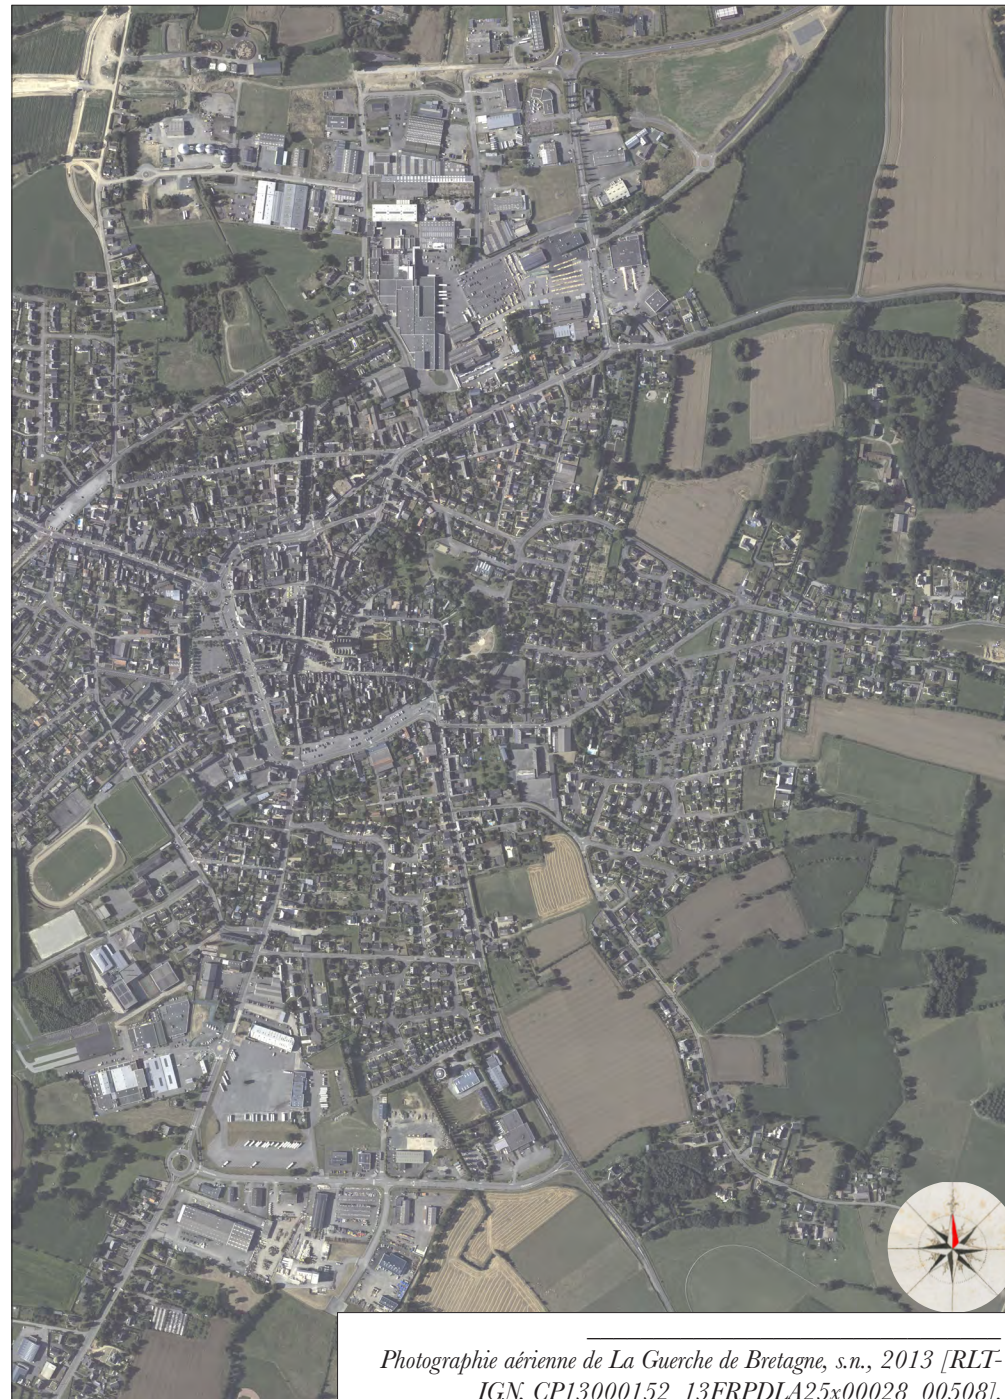 Photographie aérienne de La Guerche de Bretagne, s.n., 2013 [RLT-
IGN, CP13000152_13FRPDLA25x00028_00508].